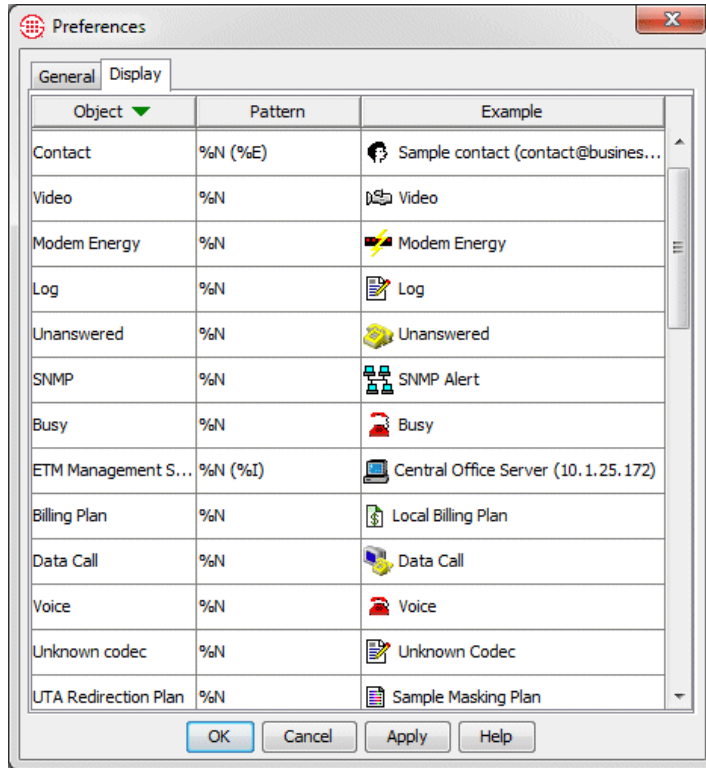 Preferences
General Display
Object Pattern Example
Contact %N (%E) Sample contact (contact@busines...
Video %N Video
Modem Energy %N Modem Energy
Log %N Log
Unanswered %N Unanswered
SNMP %N SNMP Alert
Busy %N Busy
ETM Management S... %N (%I) Central Office Server (10.1.25.172)
Billing Plan %N Local Billing Plan
Data Call %N Data Call
Voice %N Voice
Unknown codec %N Unknown Codec
UTA Redirection Plan %N Sample Masking Plan
OK Cancel Apply Help